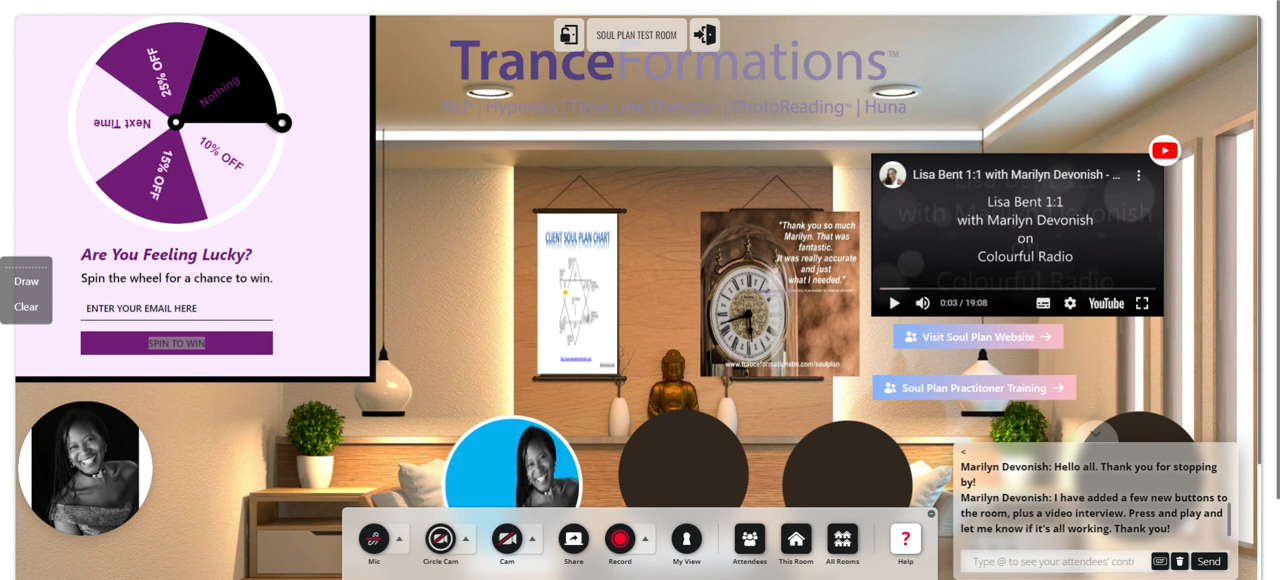 SOUL PLAN TEST ROOM
TranceFormations™
NLP | Hypnosis | Time Line Therapy™ | PhotoReading™ | Huna
25% OFF
Nothing
Next Time
10% OFF
15% OFF
Are You Feeling Lucky?
Spin the wheel for a chance to win.
ENTER YOUR EMAIL HERE
SPIN TO WIN
Draw
Clear
CLIENT SOUL PLAN CHART
"Thank you so much
Marilyn. That was
fantastic.
It was really accurate
and just
what I needed."
www.tranceformationstm.com/soulplan
Lisa Bent 1:1 with Marilyn Devonish - ...
Lisa Bent 1:1
with Marilyn Devonish
on
Colourful Radio
0:03 / 19:08
YouTube
Visit Soul Plan Website →
Soul Plan Practitoner Training →
<
Marilyn Devonish: Hello all. Thank you for stopping
by!
Marilyn Devonish: I have added a few new buttons to
the room, plus a video interview. Press and play and
let me know if it's all working. Thank you!
Type @ to see your attendees' contr
GIF
Send
Mic
Circle Cam
Cam
Share
Record
My View
Attendees
This Room
All Rooms
?
Help